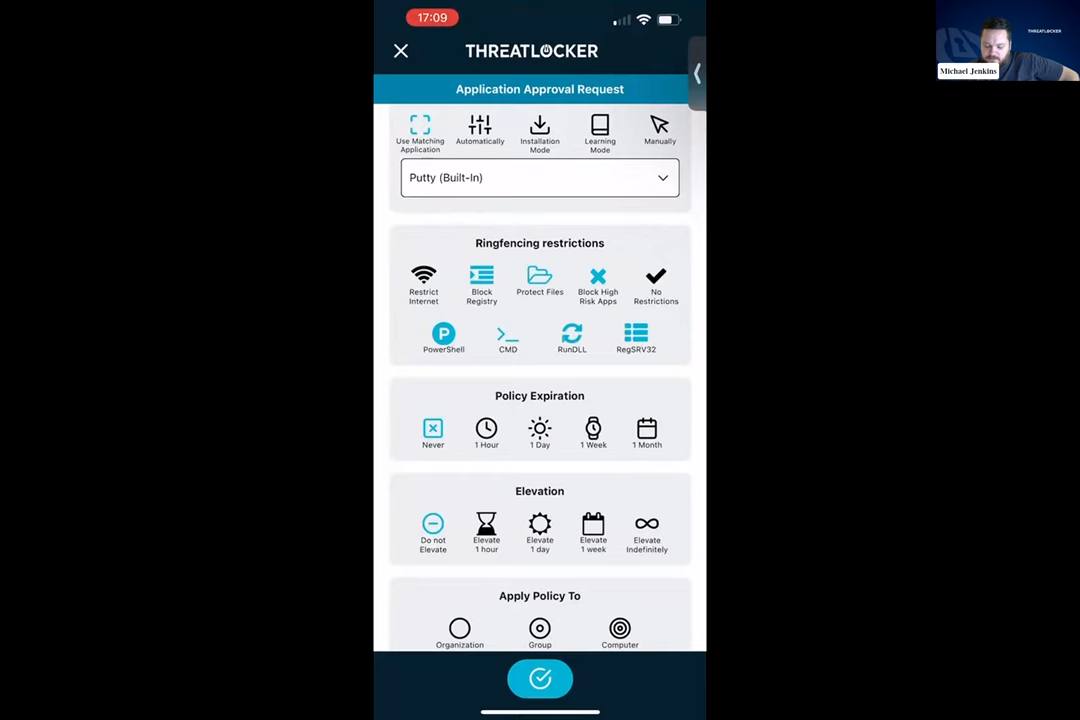 17:09
THREATLOCKER
Application Approval Request
Use Matching Application
Automatically
Installation Mode
Learning Mode
Manually
Putty (Built-In)
Ringfencing restrictions
Restrict Internet
Block Registry
Protect Files
Block High Risk Apps
No Restrictions
P
PowerShell
CMD
RunDLL
RegSRV32
Policy Expiration
Never
1 Hour
1 Day
1 Week
1 Month
Elevation
Do not Elevate
Elevate 1 hour
Elevate 1 day
Elevate 1 week
Elevate Indefinitely
Apply Policy To
Organization
Group
Computer
THREATLOCKER
Michael Jenkins